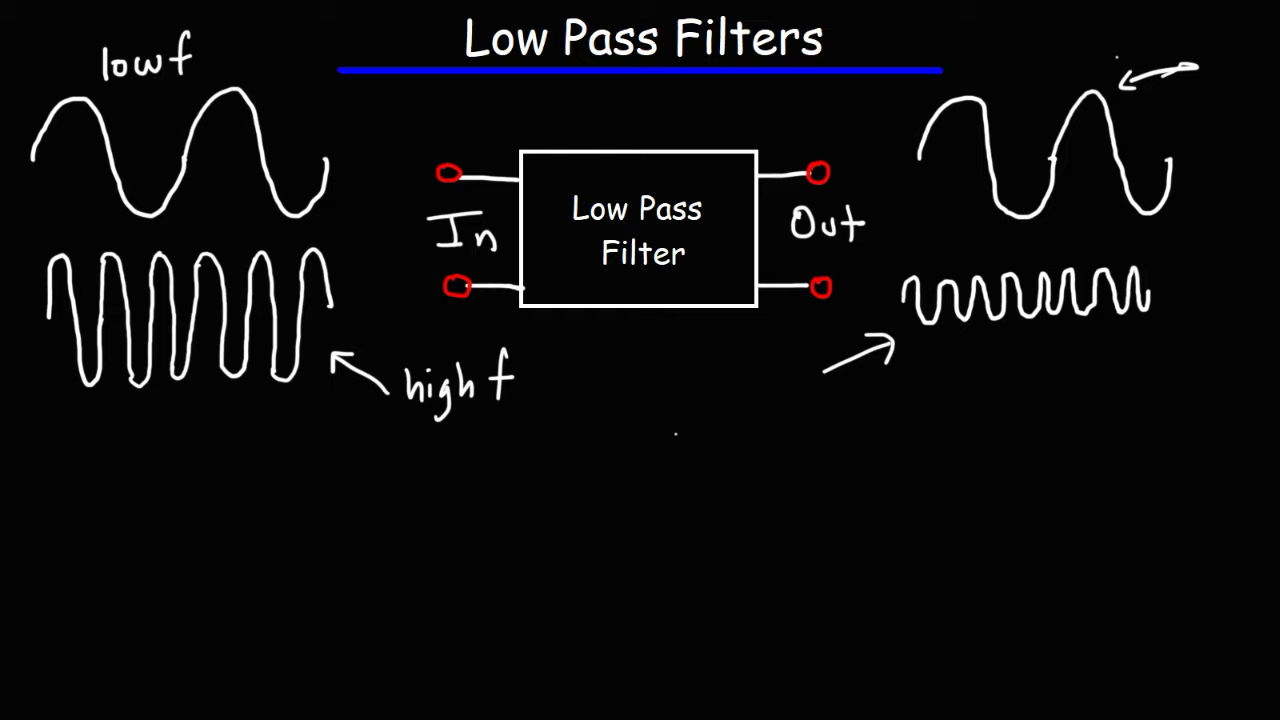 Low Pass Filters
low f
Low Pass
Filter
In
Out
high f